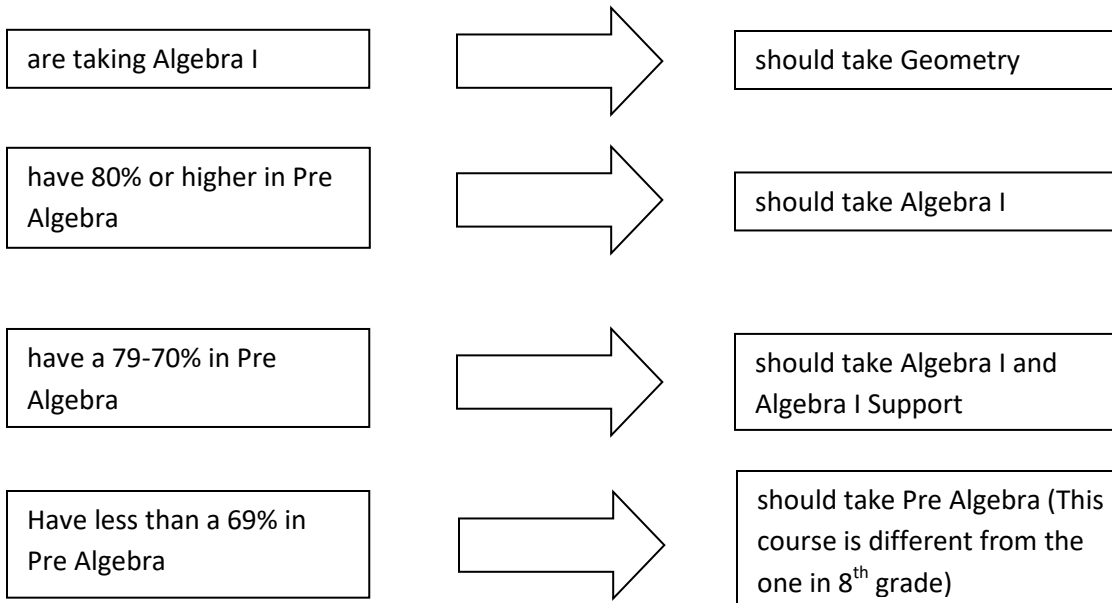 are taking Algebra I
should take Geometry
have 80% or higher in Pre
Algebra
should take Algebra I
have a 79-70% in Pre
Algebra
should take Algebra I and
Algebra I Support
Have less than a 69% in
Pre Algebra
should take Pre Algebra (This
course is different from the
one in 8th grade)